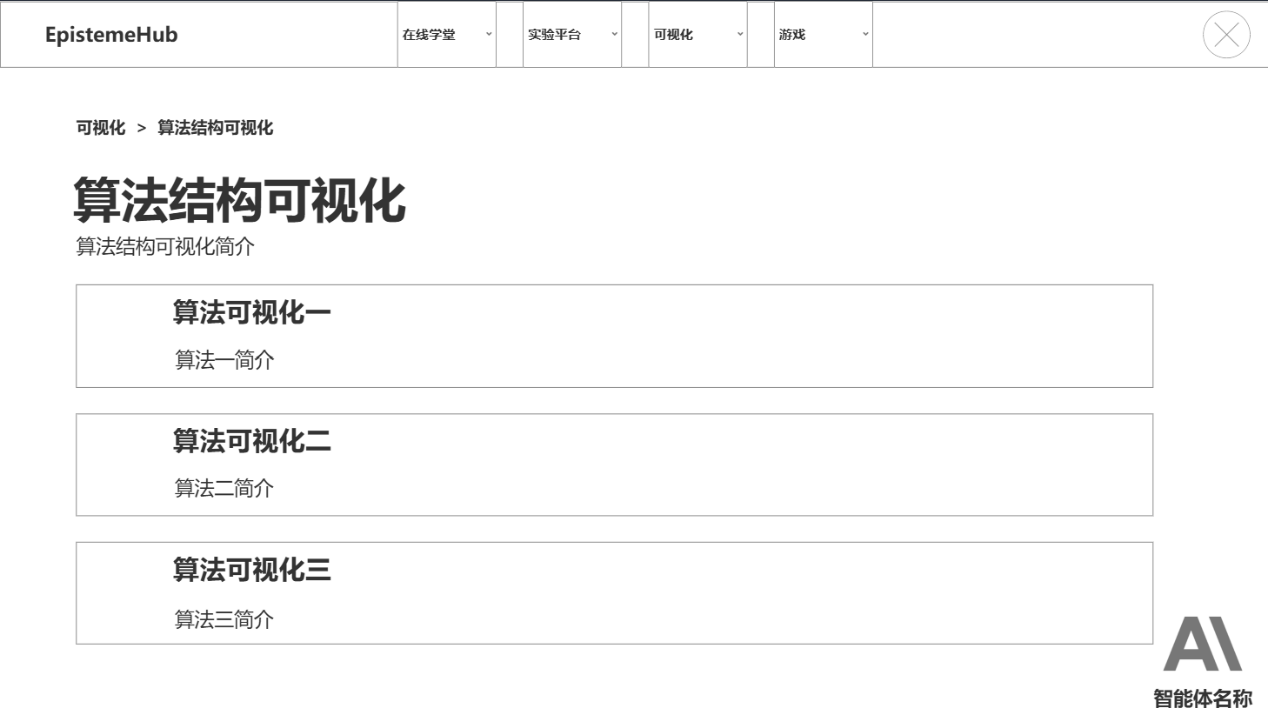 EpistemeHub
在线学堂
实验平台
可视化
游戏
可视化 > 算法结构可视化
算法结构可视化
算法结构可视化简介
算法可视化一
算法一简介
算法可视化二
算法二简介
算法可视化三
算法三简介
AI
智能体名称